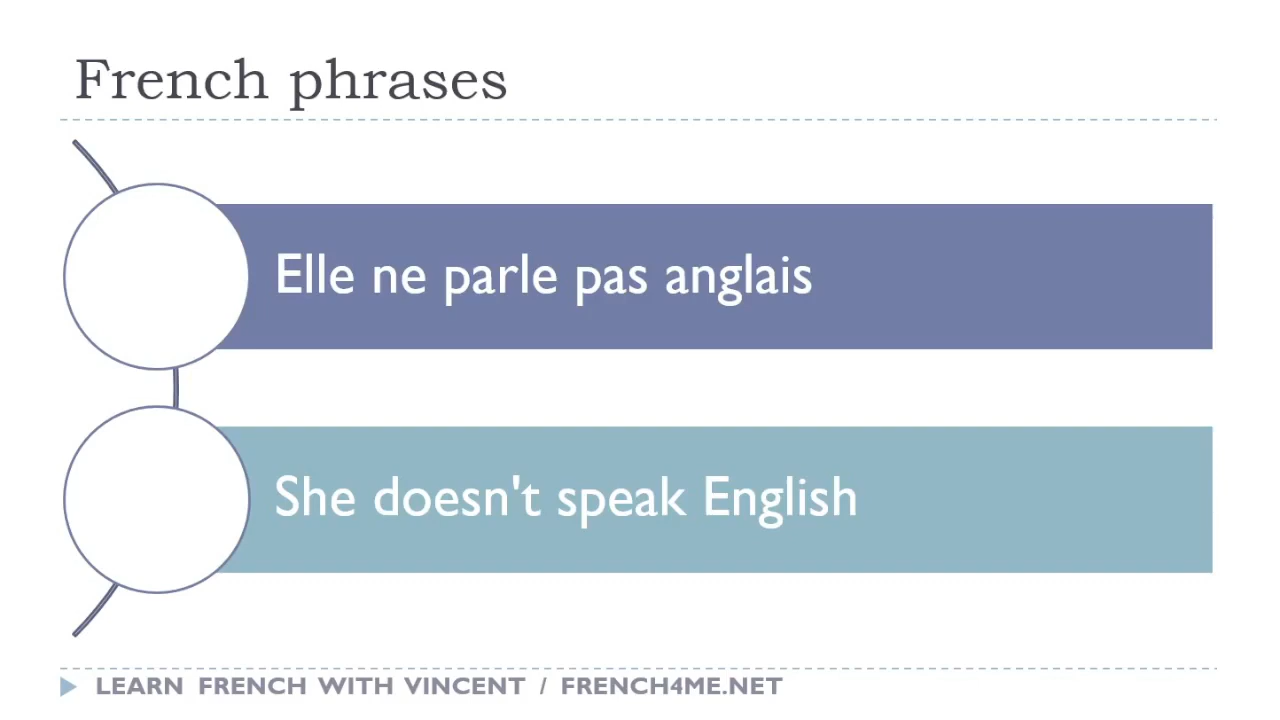 French phrases
Elle ne parle pas anglais
She doesn't speak English
LEARN FRENCH WITH VINCENT / FRENCH4ME.NET